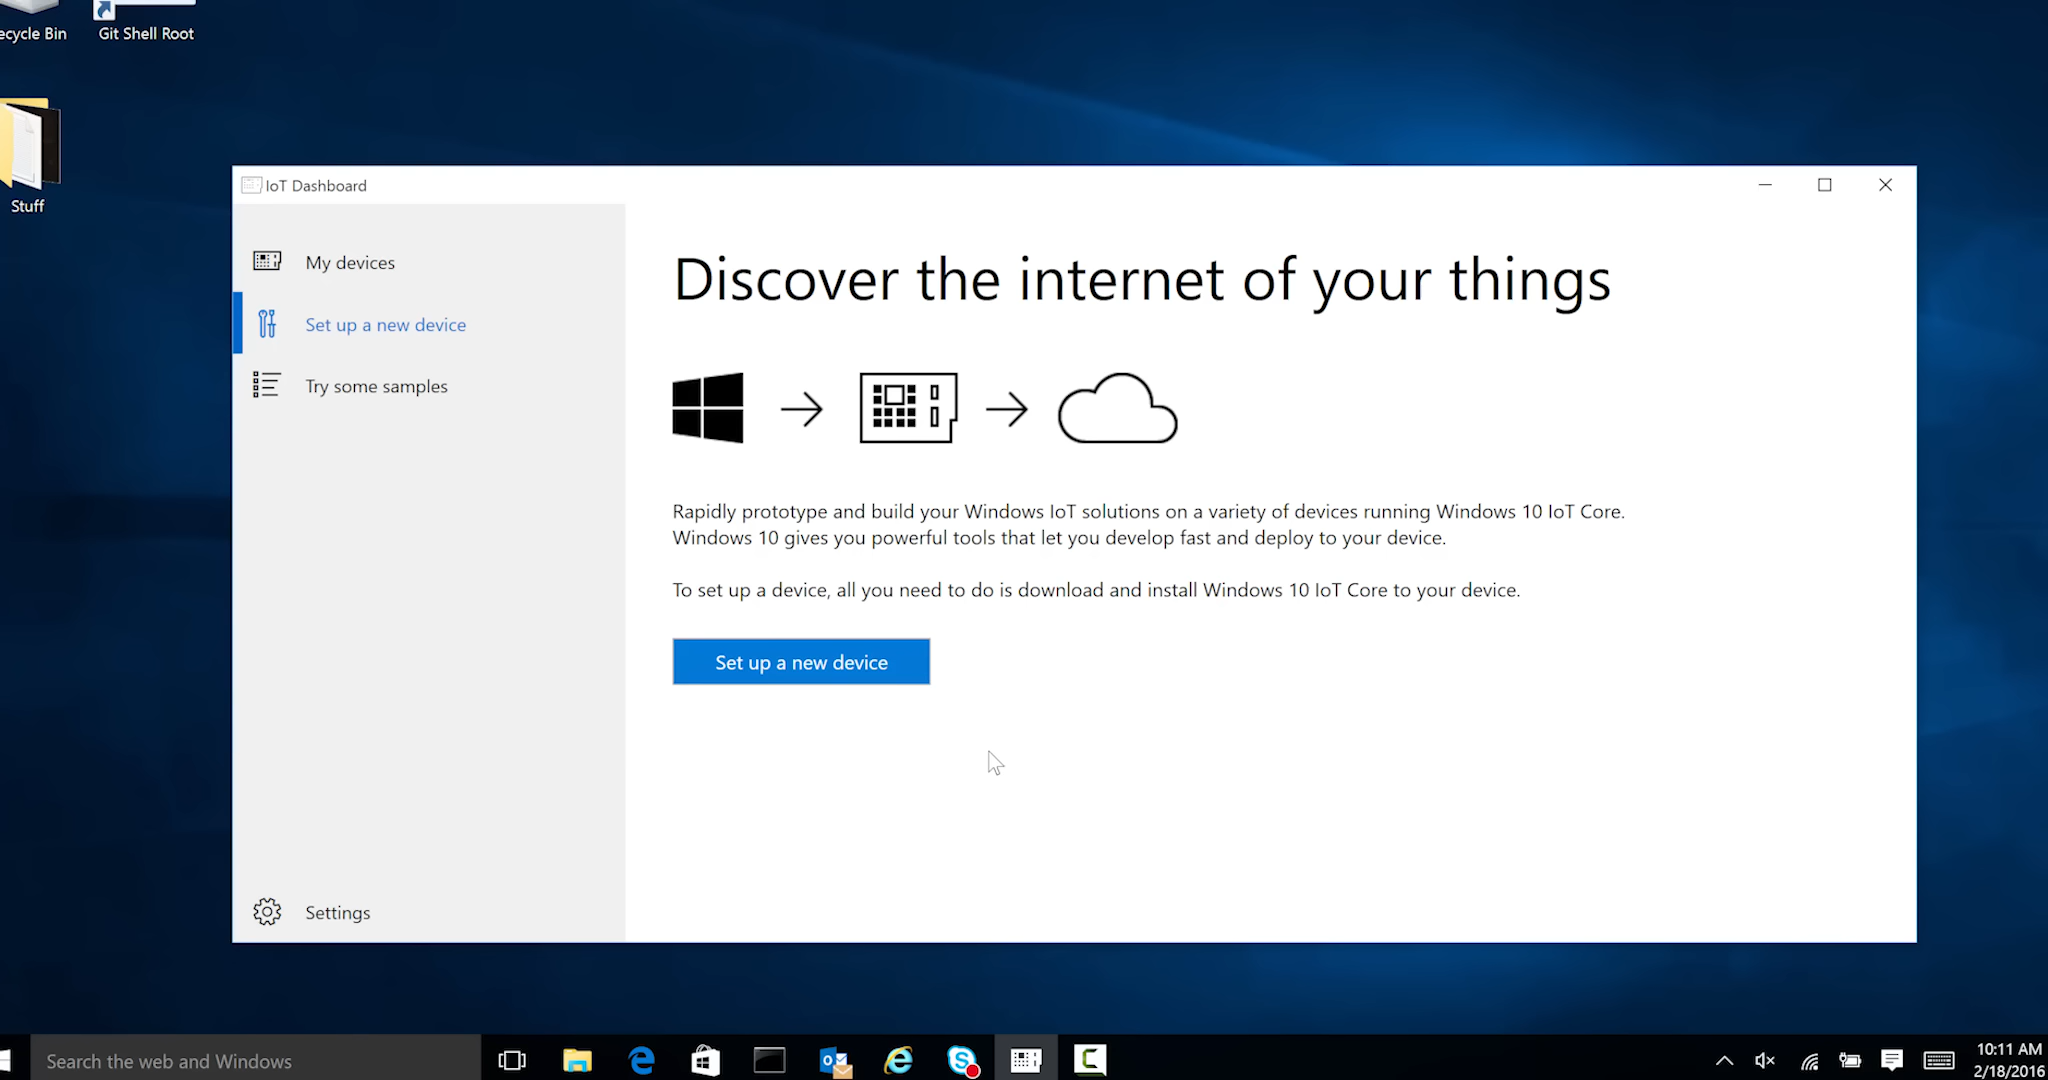 ecycle Bin
Git Shell Root
Stuff
IoT Dashboard
My devices
Set up a new device
Try some samples
Settings
Discover the internet of your things
Rapidly prototype and build your Windows IoT solutions on a variety of devices running Windows 10 IoT Core.
Windows 10 gives you powerful tools that let you develop fast and deploy to your device.
To set up a device, all you need to do is download and install Windows 10 IoT Core to your device.
Set up a new device
Search the web and Windows
10:11 AM
2/18/2016